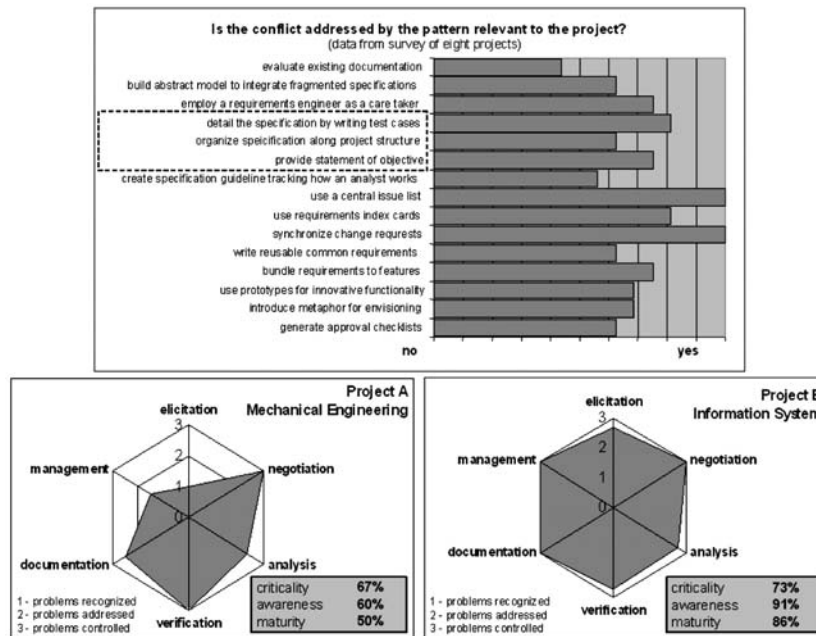 Is the conflict addressed by the pattern relevant to the project?
(data from survey of eight projects)
evaluate existing documentation
build abstract model to integrate fragmented specifications
employ a requirements engineer as a care taker
detail the specification by writing test cases
organize speicification along project structure
provide statement of objective
create specification guideline tracking how an analyst works
use a central issue list
use requirements index cards
synchronize change requrests
write reusable common requirements
bundle requirements to features
use prototypes for innovative functionality
introduce metaphor for envisioning
generate approval checklists
no yes
Project A
Mechanical Engineering
elicitation
3
2
1
0
management
negotiation
documentation
analysis
verification
1 - problems recognized
2 - problems addressed
3 - problems controlled
criticality 67%
awareness 60%
maturity 50%
Project
Information System
elicitation
3
2
1
0
management
negotiation
documentation
analysis
verification
1 - problems recognized
2 - problems addressed
3 - problems controlled
criticality 73%
awareness 91%
maturity 86%